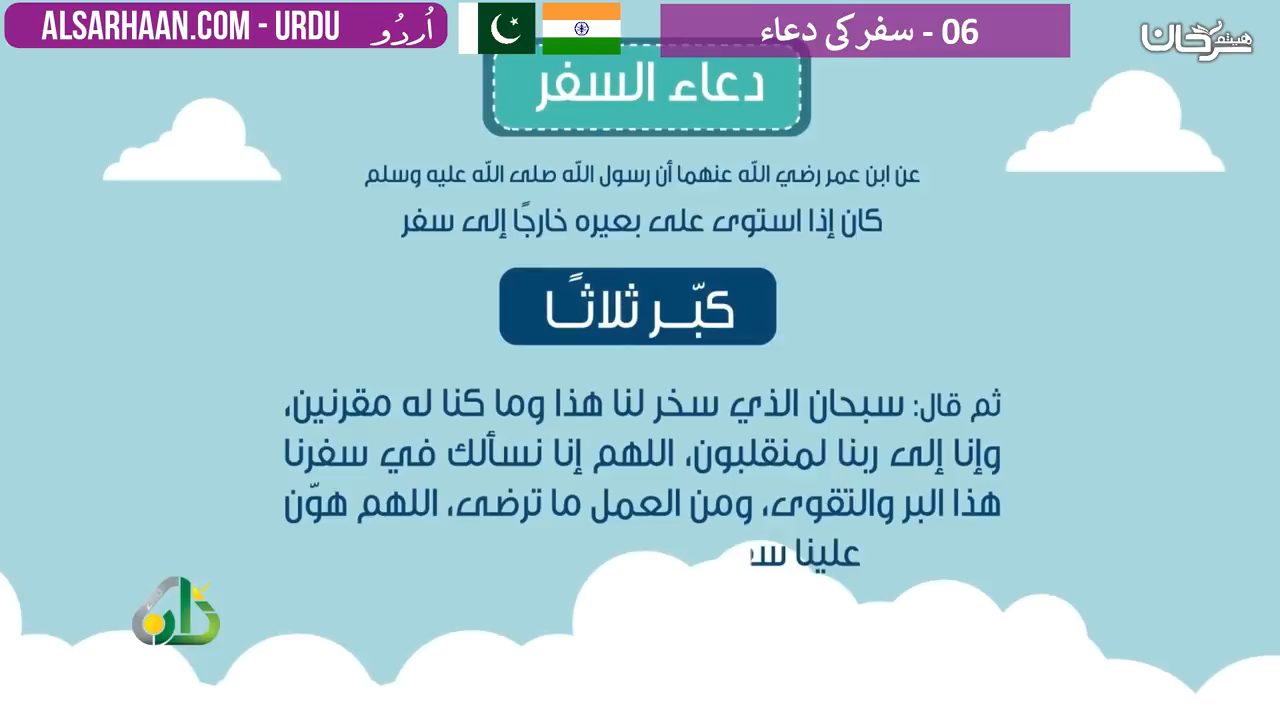 ALSARHAAN.COM - URDU اُردُو
06 - سفر کی دعاء
هيثم سرحان
دعاء السفر
عن ابن عمر رضي الله عنهما أن رسول الله صلى الله عليه وسلم
كان إذا استوى على بعيره خارجًا إلى سفر
كبّر ثلاثًا
ثم قال: سبحان الذي سخر لنا هذا وما كنا له مقرنين،
وإنا إلى ربنا لمنقلبون، اللهم إنا نسألك في سفرنا
هذا البر والتقوى، ومن العمل ما ترضى، اللهم هوّن
علينا